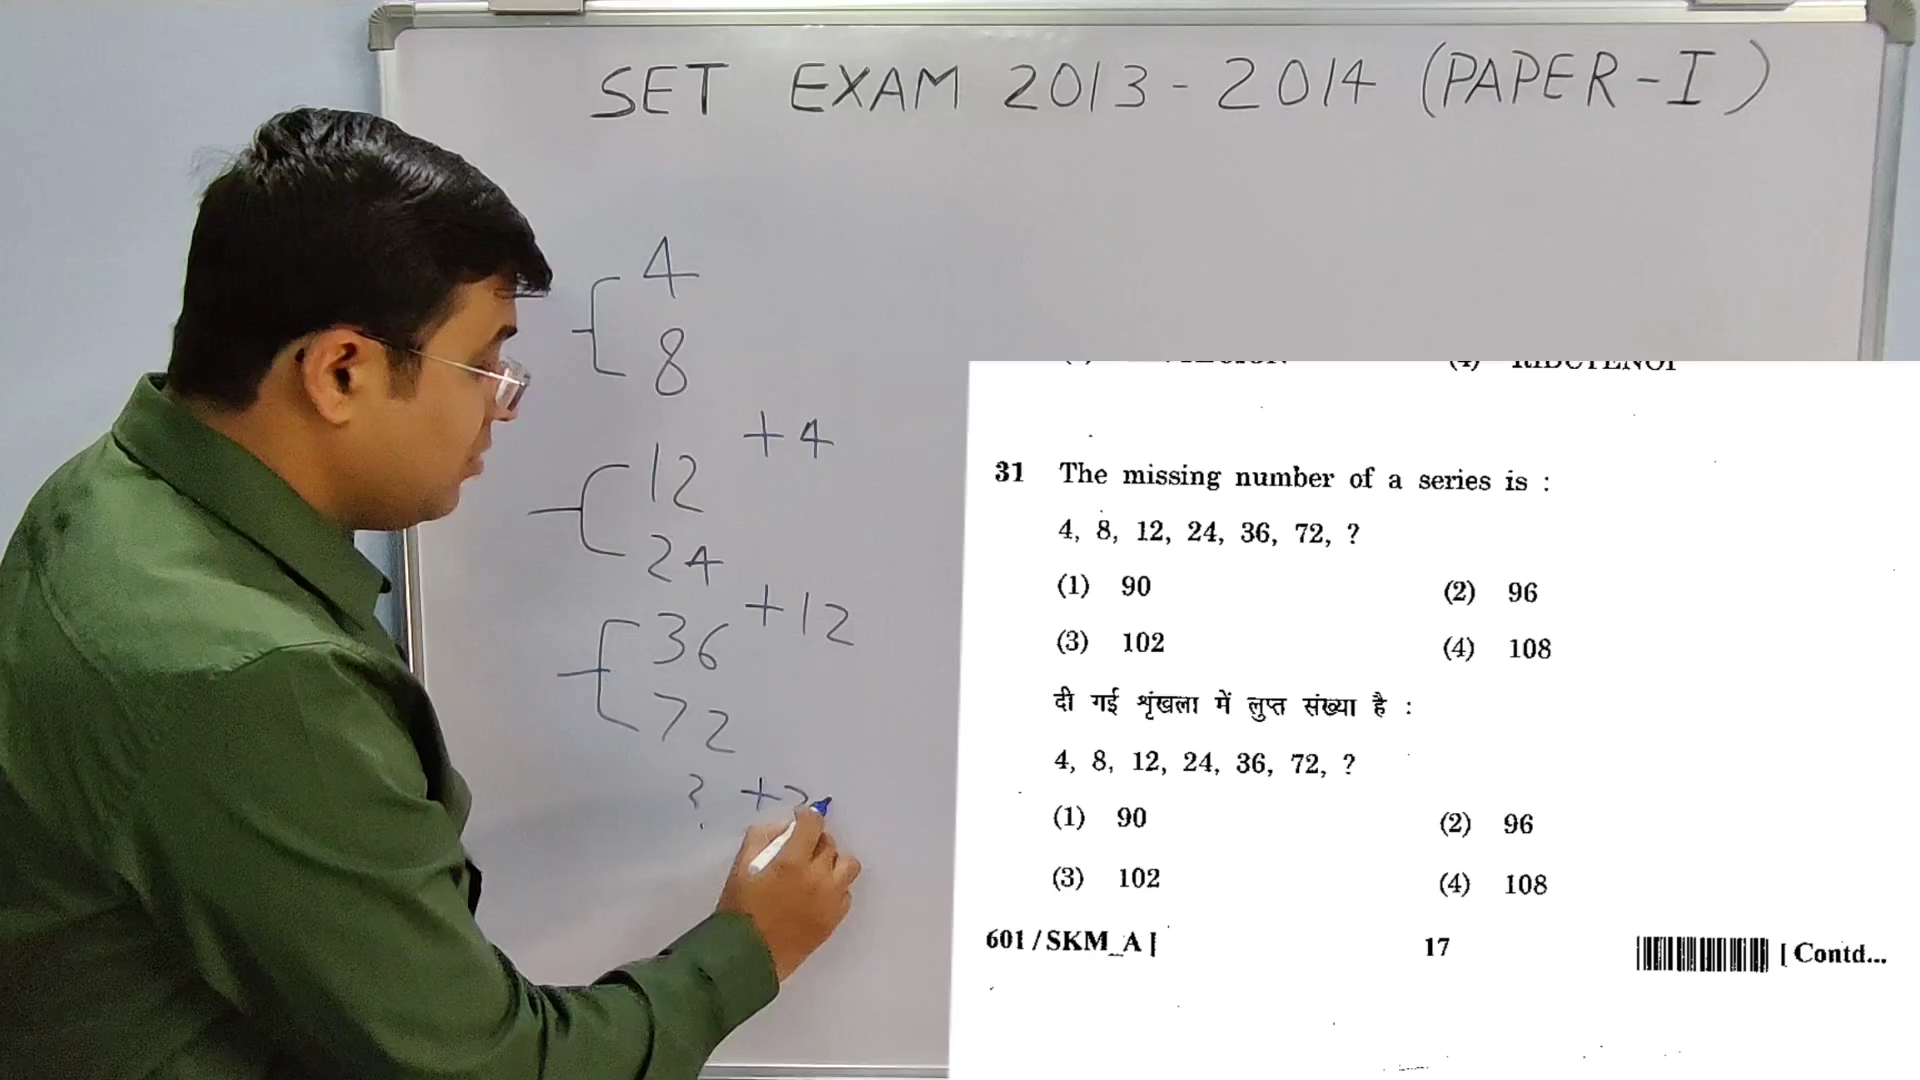 SET EXAM 2013-2014 (PAPER-I)
4
8
+4
12
24
+12
36
72
? +
31 The missing number of a series is :
4, 8, 12, 24, 36, 72, ?
(1) 90 (2) 96
(3) 102 (4) 108
दी गई शृंखला में लुप्त संख्या है :
4, 8, 12, 24, 36, 72, ?
(1) 90 (2) 96
(3) 102 (4) 108
601/SKM_A] 17 [Contd...